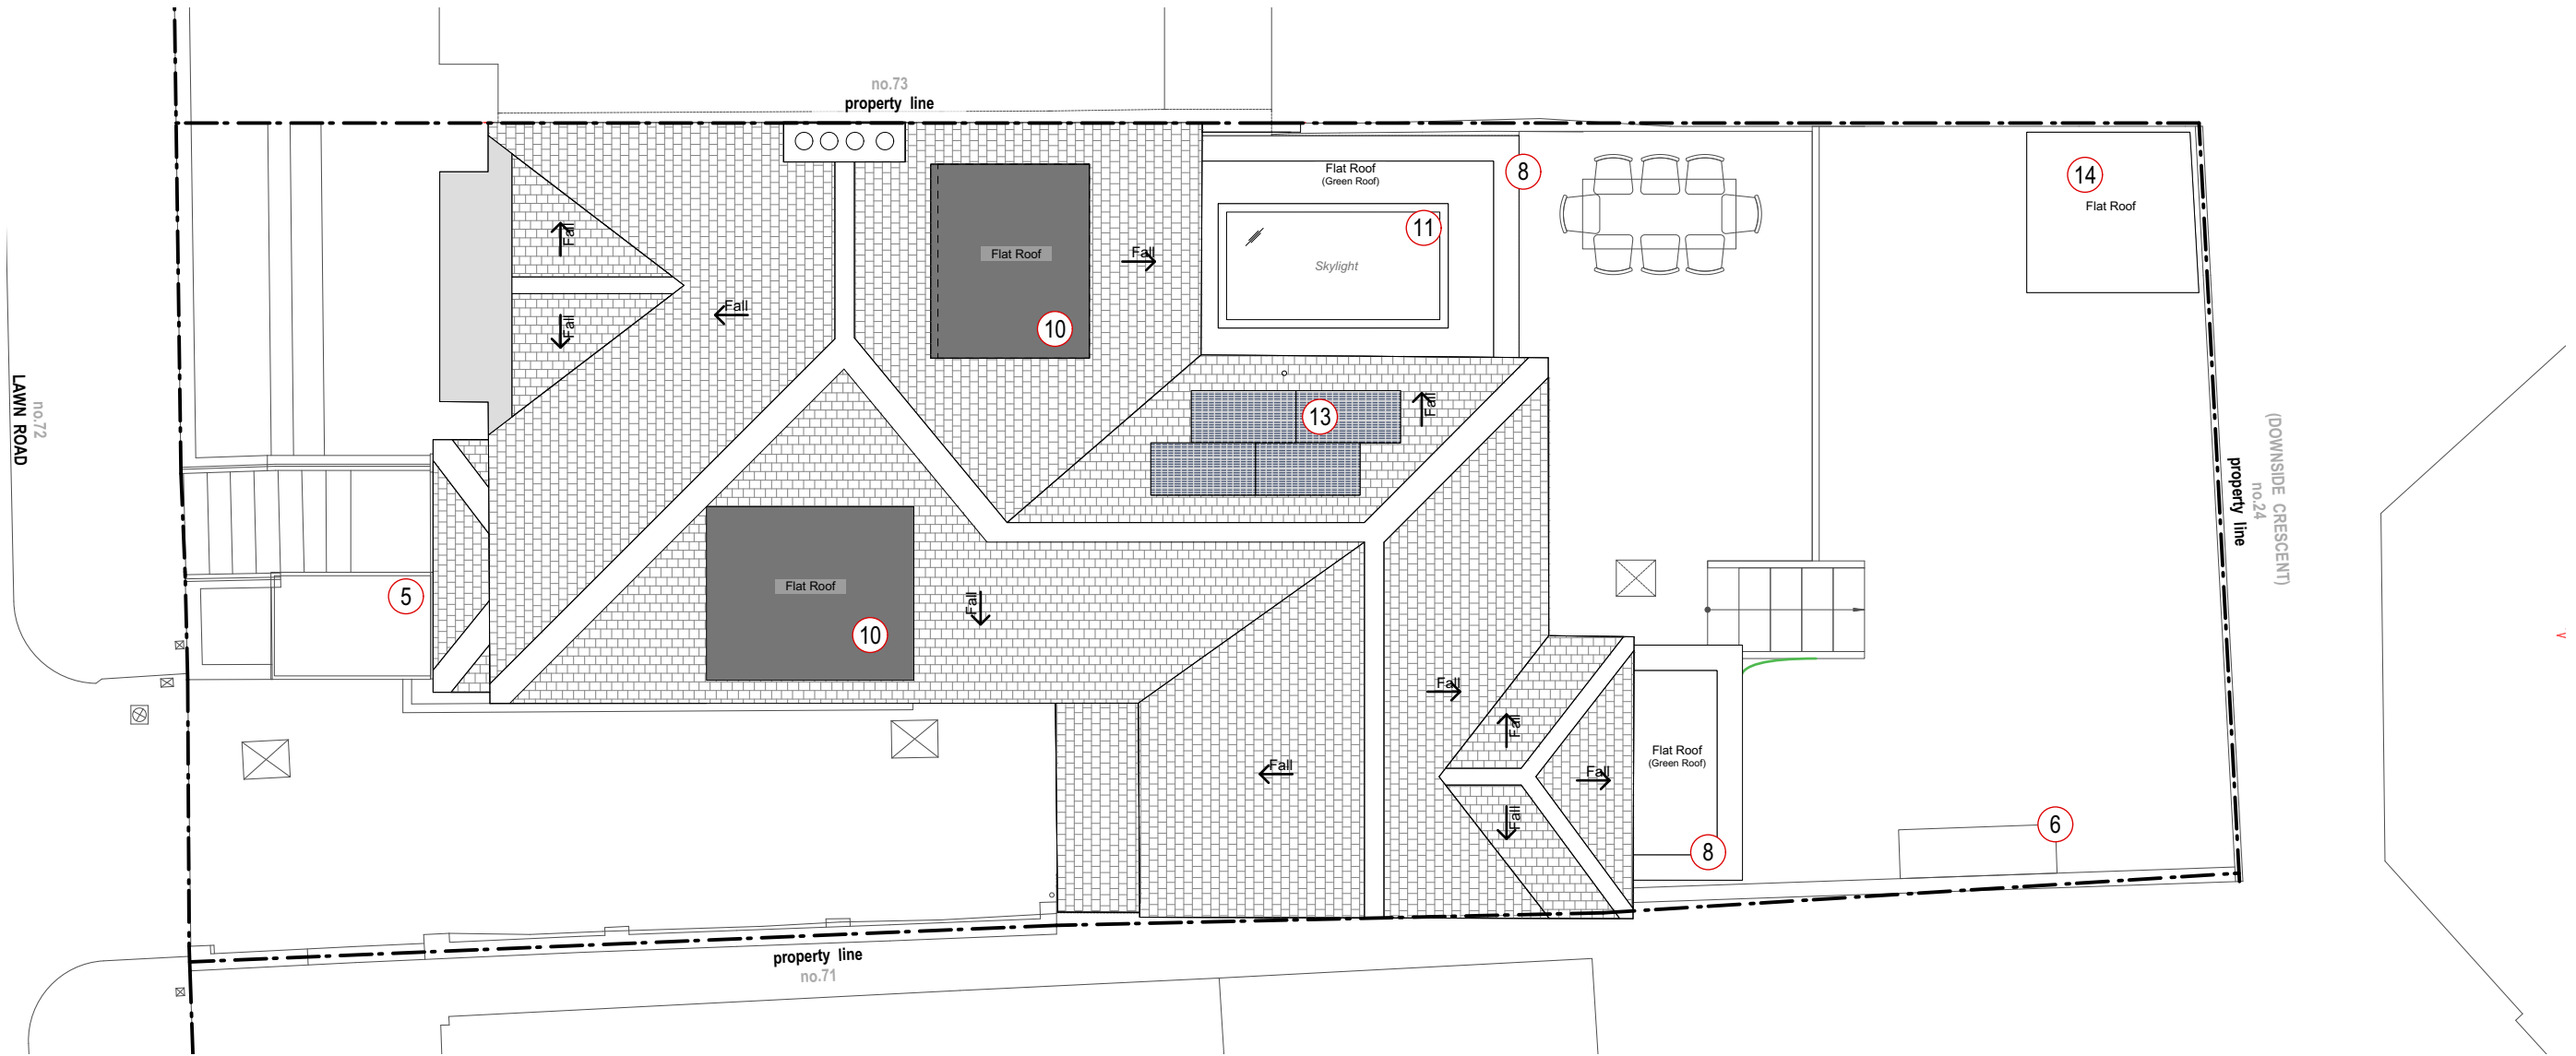 no.73
property line
8
Flat Roof
(Green Roof)
14
Flat Roof
11
Fall
Flat Roof
Fall
Skylight
Fall
Fall
10
LAWN ROAD
no.72
13
Fall
(DOWNSIDE CRESCENT)
no.24
property line
Flat Roof
5
Fall
10
Fall
Fall
Flat Roof
(Green Roof)
Fall
Fall
Fall
6
8
property line
no.71